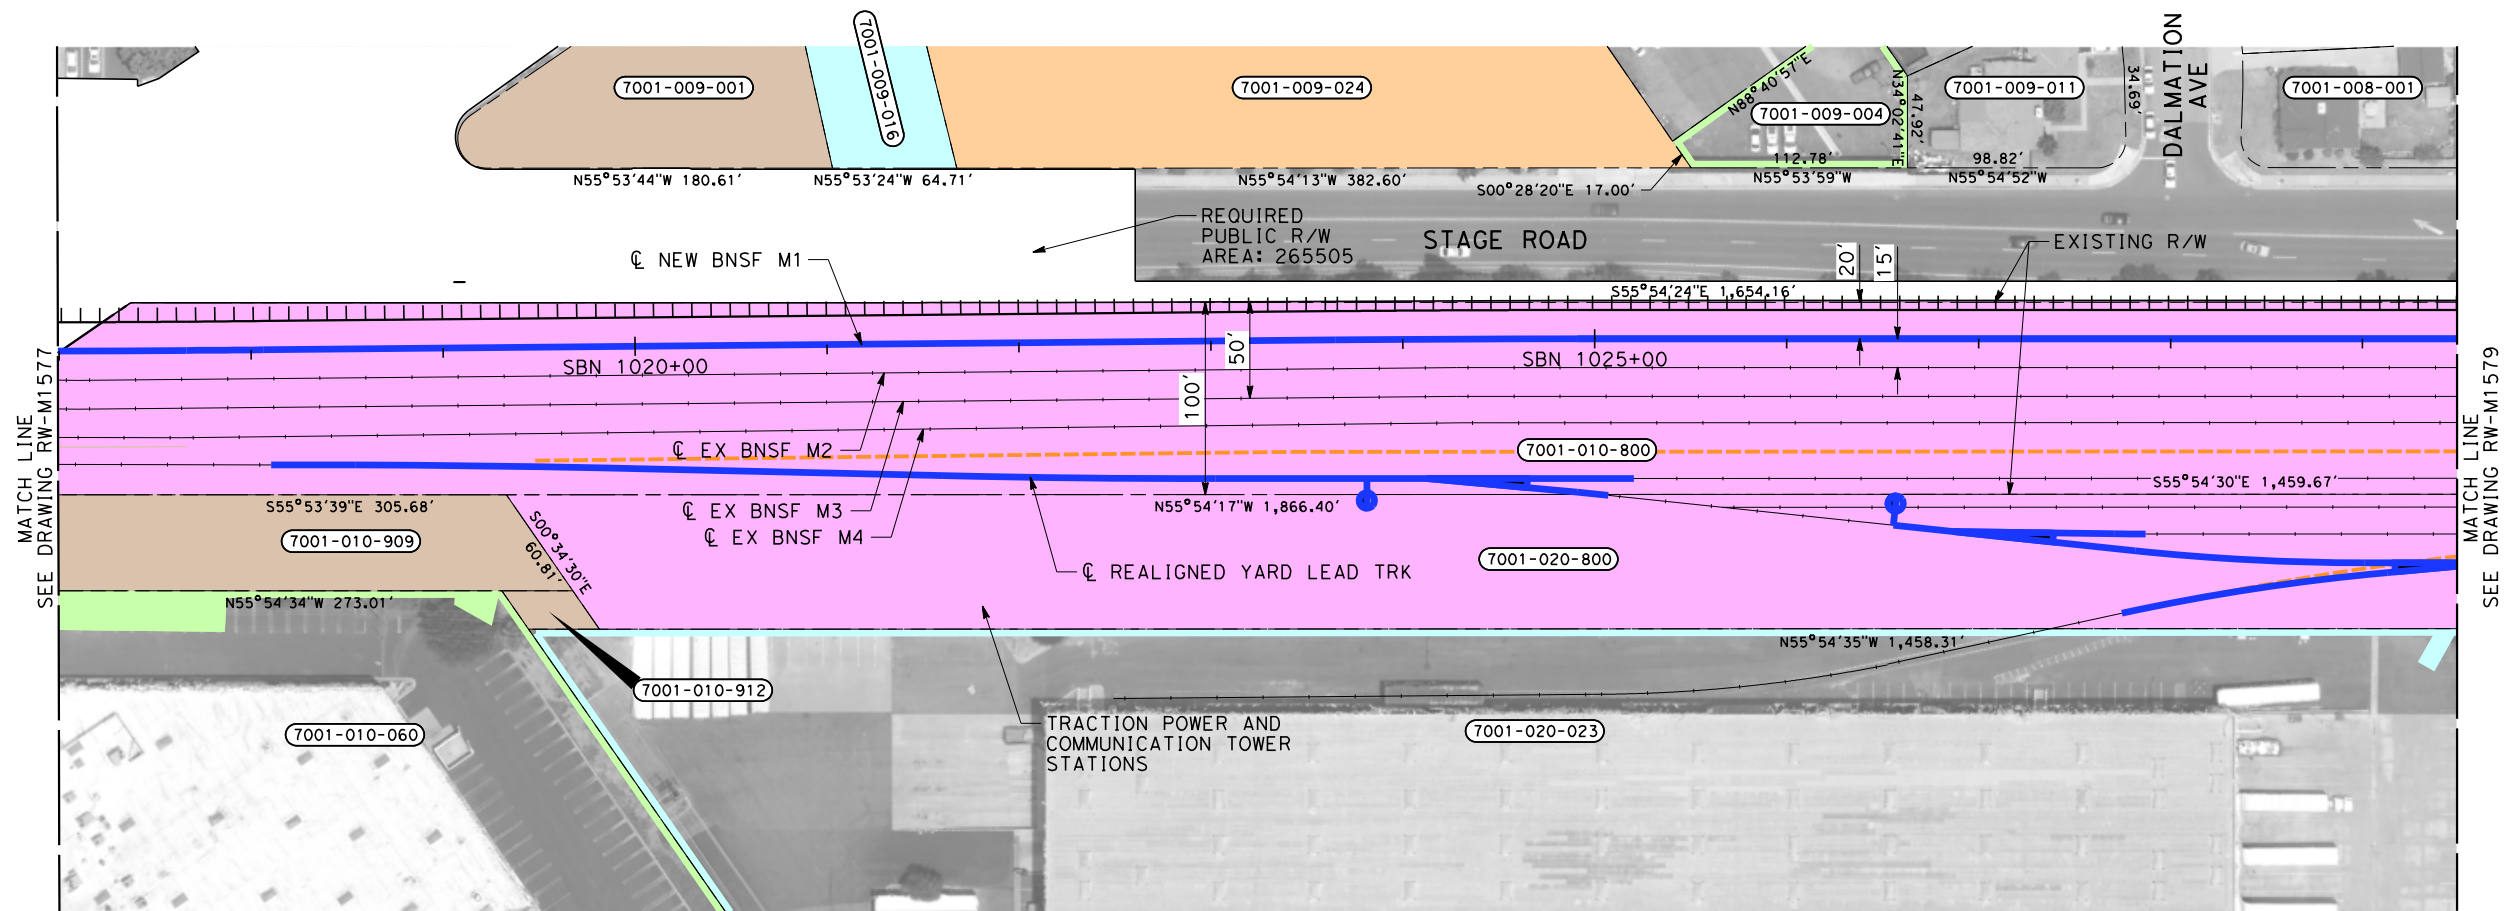 7001-009-001
7001-009-016
7001-009-024
N88°40'57"E
7001-009-004
N34°02'41"E
47.92'
7001-009-011
34.69'
DALMATION
AVE
7001-008-001
112.78'
98.82'
N55°53'44"W 180.61'
N55°53'24"W 64.71'
N55°54'13"W 382.60'
S00°28'20"E 17.00'
N55°53'59"W
N55°54'52"W
REQUIRED
PUBLIC R/W
AREA: 265505
STAGE ROAD
EXISTING R/W
℄ NEW BNSF M1
20'
15'
S55°54'24"E 1,654.16'
SBN 1020+00
SBN 1025+00
50'
100'
MATCH LINE
SEE DRAWING RW-M1577
MATCH LINE
SEE DRAWING RW-M1579
℄ EX BNSF M2
7001-010-800
S55°54'30"E 1,459.67'
S55°53'39"E 305.68'
N55°54'17"W 1,866.40'
℄ EX BNSF M3
℄ EX BNSF M4
7001-010-909
S00°34'30"E
60.81'
7001-020-800
℄ REALIGNED YARD LEAD TRK
N55°54'34"W 273.01'
N55°54'35"W 1,458.31'
7001-010-912
7001-010-060
TRACTION POWER AND
COMMUNICATION TOWER
STATIONS
7001-020-023